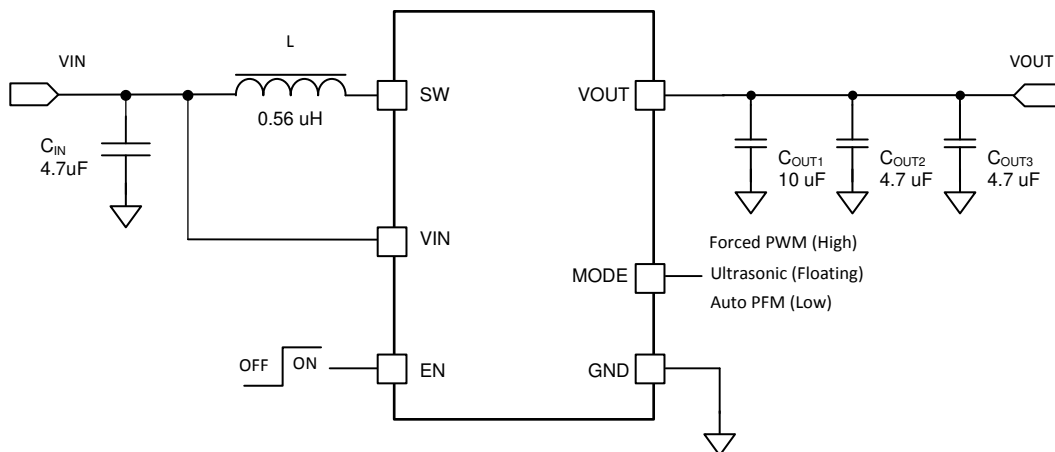 L
VIN
VOUT
SW
VOUT
0.56 uH
CIN
4.7uF
COUT1
10 uF
COUT2
4.7 uF
COUT3
4.7 uF
VIN
Forced PWM (High)
MODE
Ultrasonic (Floating)
Auto PFM (Low)
OFF
ON
EN
GND